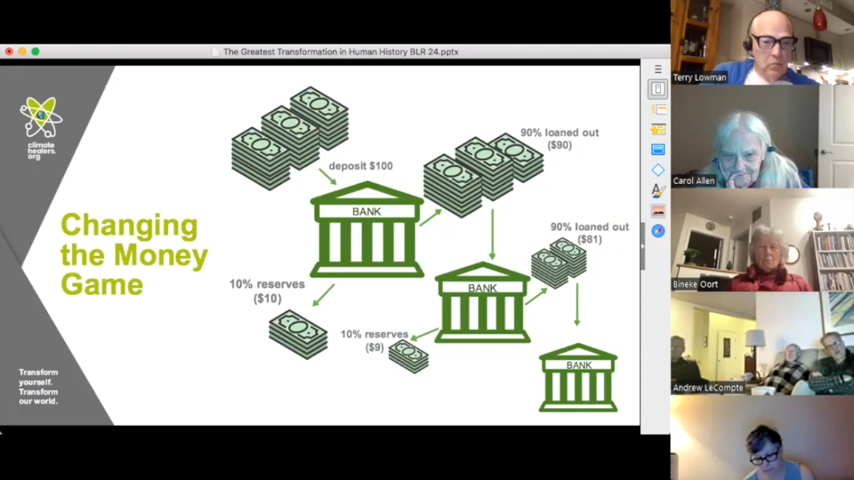 The Greatest Transformation in Human History BLR 24.pptx
climate
healers.
org
Changing
the Money
Game
Transform
yourself.
Transform
our world.
deposit $100
BANK
10% reserves
($10)
90% loaned out
($90)
BANK
10% reserves
($9)
90% loaned out
($81)
BANK
Terry Lowman
Carol Allen
Bineke Oort
Andrew LeCompte